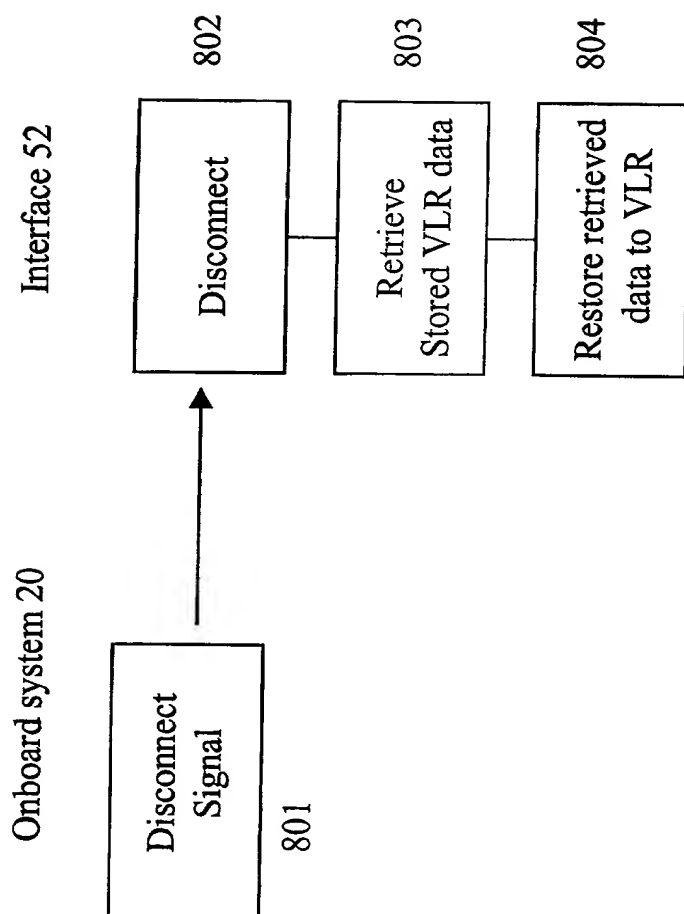 Onboard system 20
Interface 52
Disconnect
Signal
801
Disconnect
802
Retrieve
Stored VLR data
803
Restore retrieved
data to VLR
804